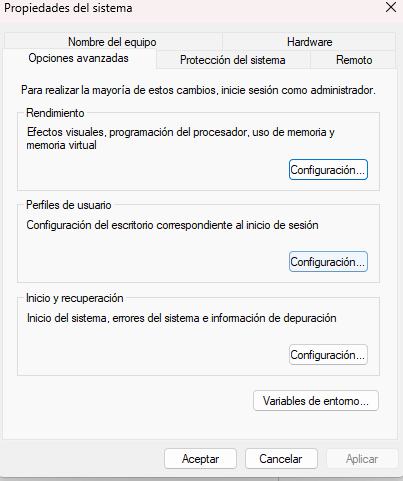 Propiedades del sistema
Nombre del equipo
Hardware
Opciones avanzadas
Protección del sistema
Remoto
Para realizar la mayoría de estos cambios, inicie sesión como administrador.
Rendimiento
Efectos visuales, programación del procesador, uso de memoria y
memoria virtual
Configuración...
Perfiles de usuario
Configuración del escritorio correspondiente al inicio de sesión
Configuración...
Inicio y recuperación
Inicio del sistema, errores del sistema e información de depuración
Configuración...
Variables de entorno...
Aceptar
Cancelar
Aplicar